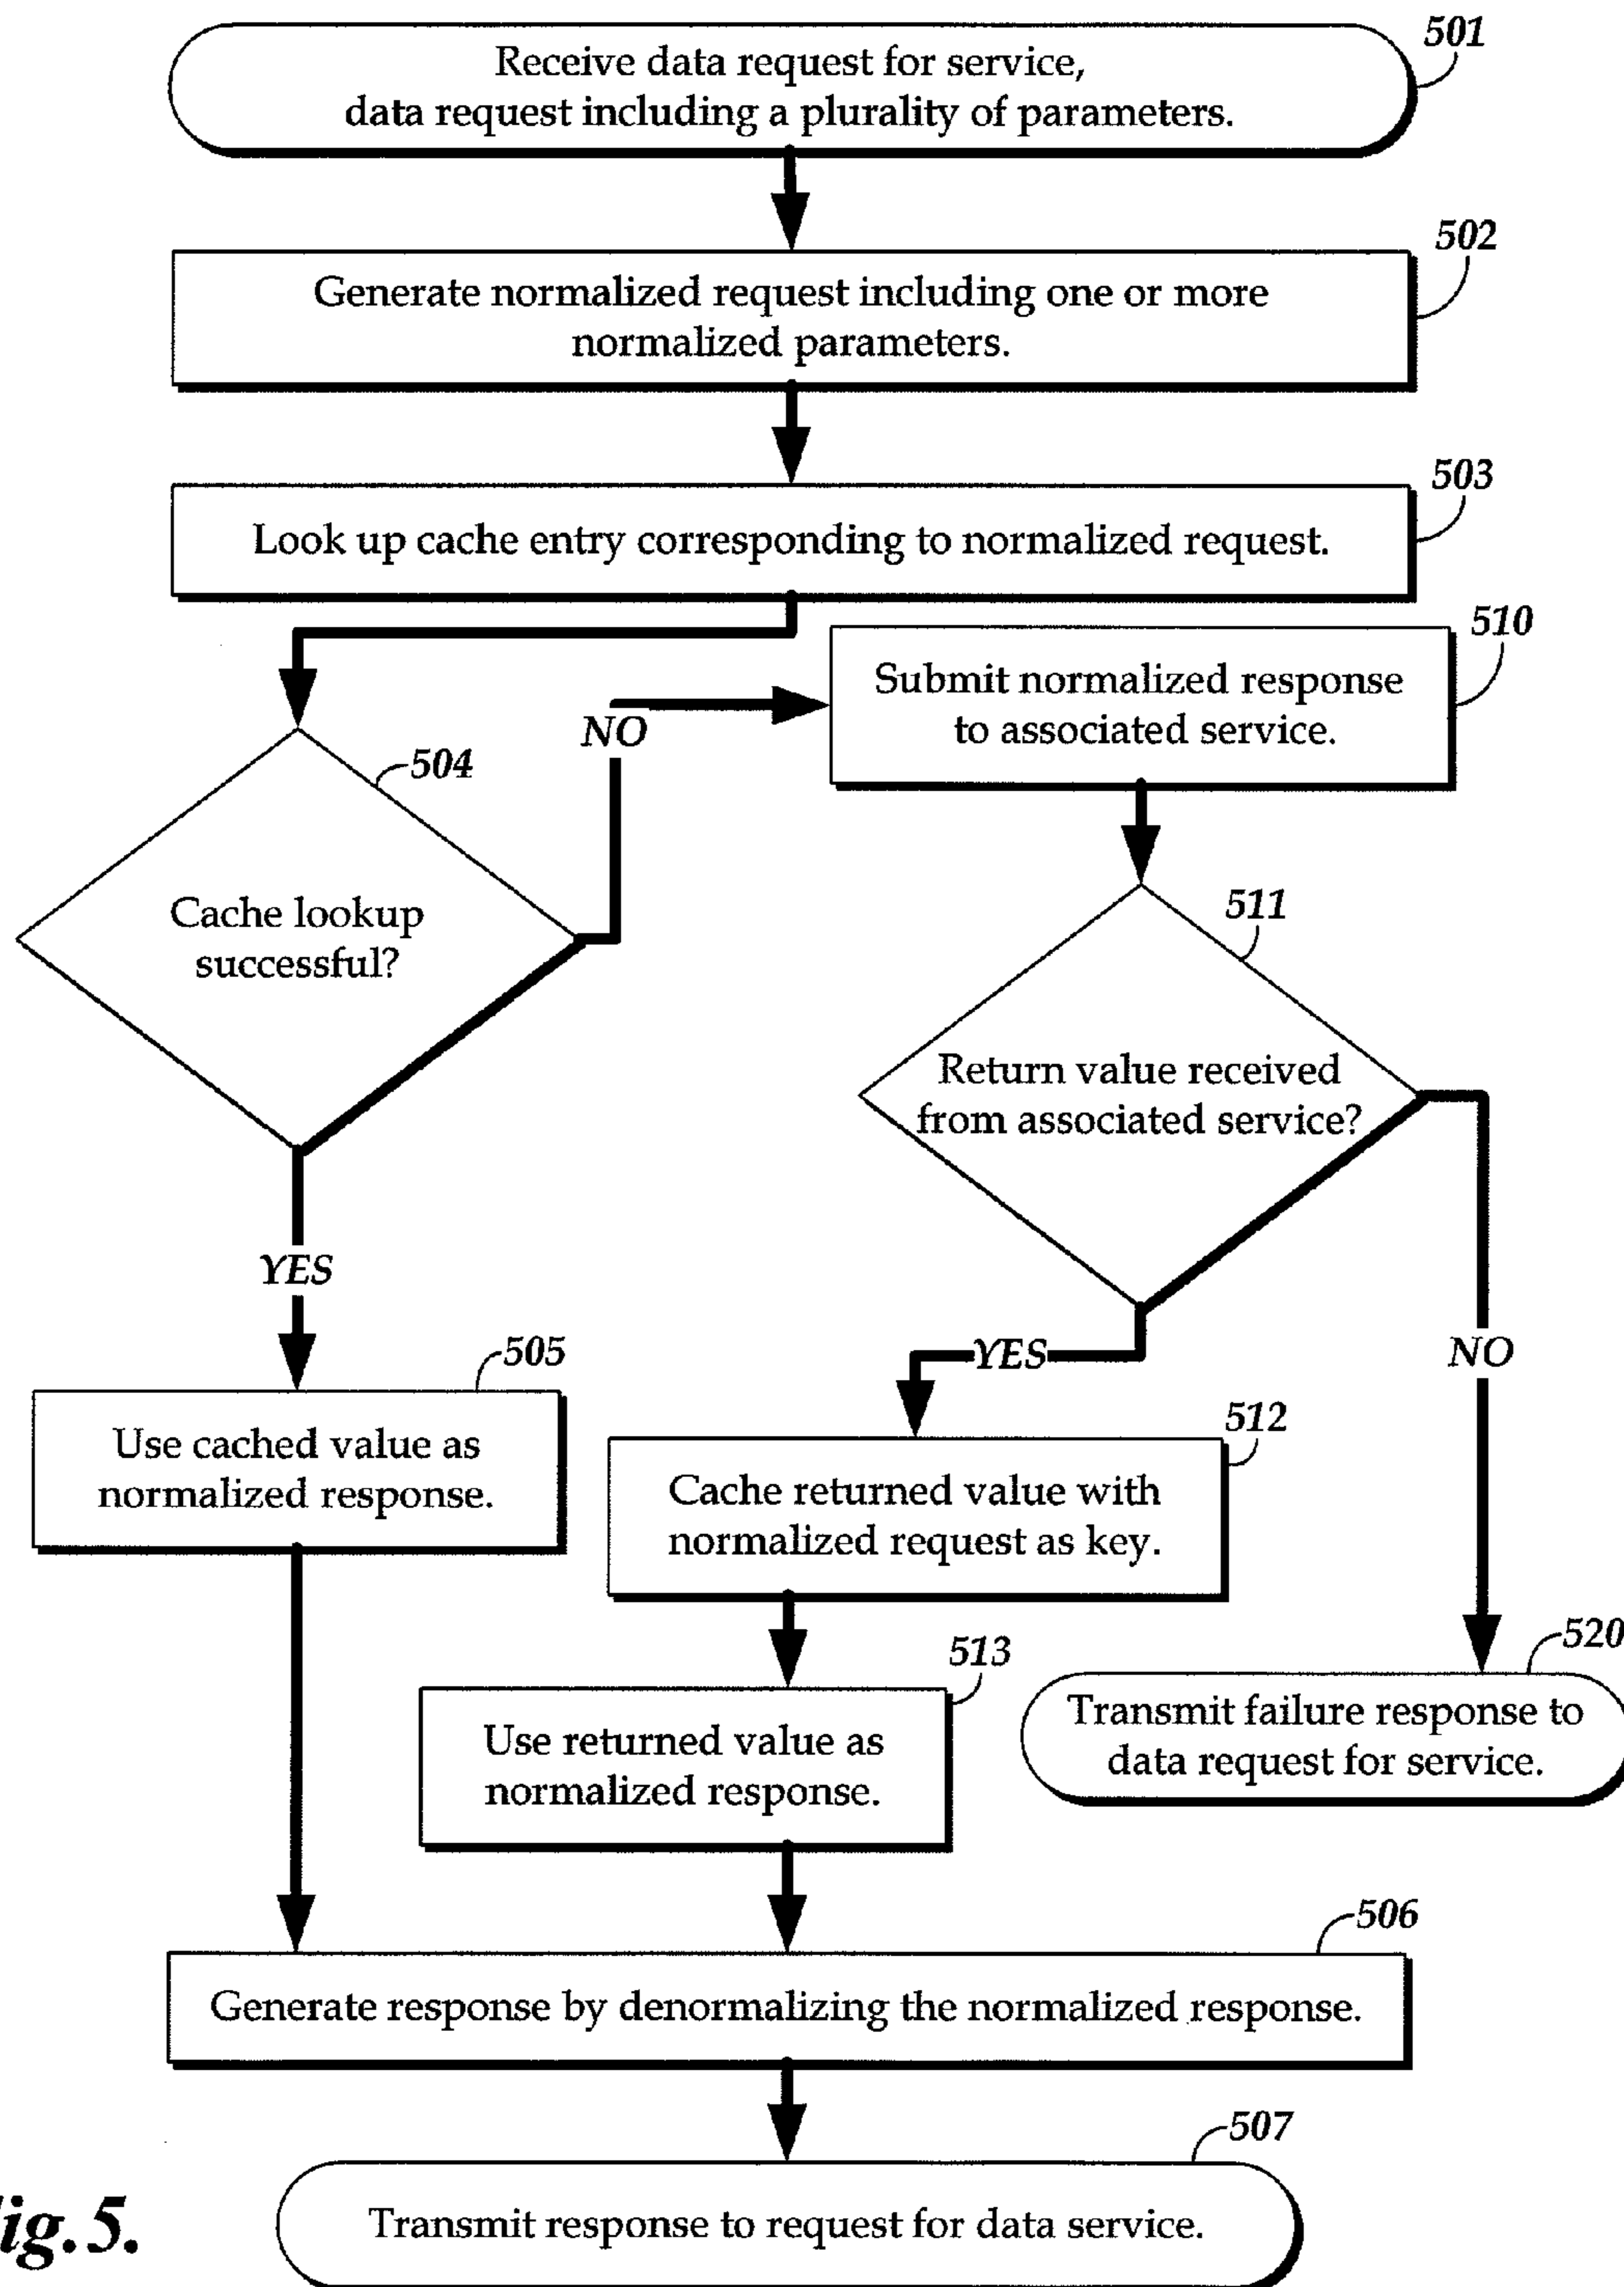 501
Receive data request for service,
data request including a plurality of parameters.
502
Generate normalized request including one or more
normalized parameters.
503
Look up cache entry corresponding to normalized request.
510
Submit normalized response
to associated service.
NO
504
Cache lookup
successful?
511
Return value received
from associated service?
YES
505
Use cached value as
normalized response.
YES
NO
512
Cache returned value with
normalized request as key.
513
Use returned value as
normalized response.
520
Transmit failure response to
data request for service.
506
Generate response by denormalizing the normalized response.
507
Transmit response to request for data service.
ig.5.